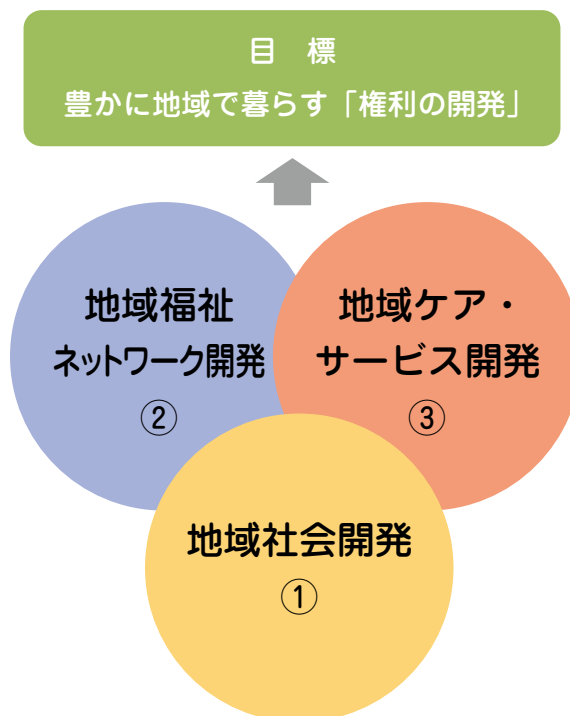 目　標
豊かに地域で暮らす「権利の開発」
地域福祉
ネットワーク開発
②
地域ケア・
サービス開発
③
地域社会開発
①